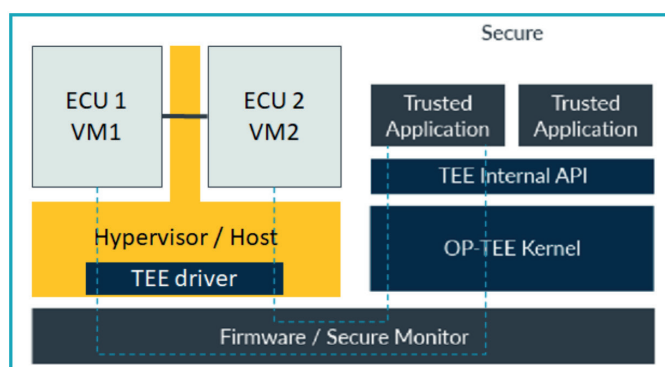 Secure
ECU 1
VM1
ECU 2
VM2
Trusted
Application
Trusted
Application
TEE Internal API
Hypervisor / Host
TEE driver
OP-TEE Kernel
Firmware / Secure Monitor